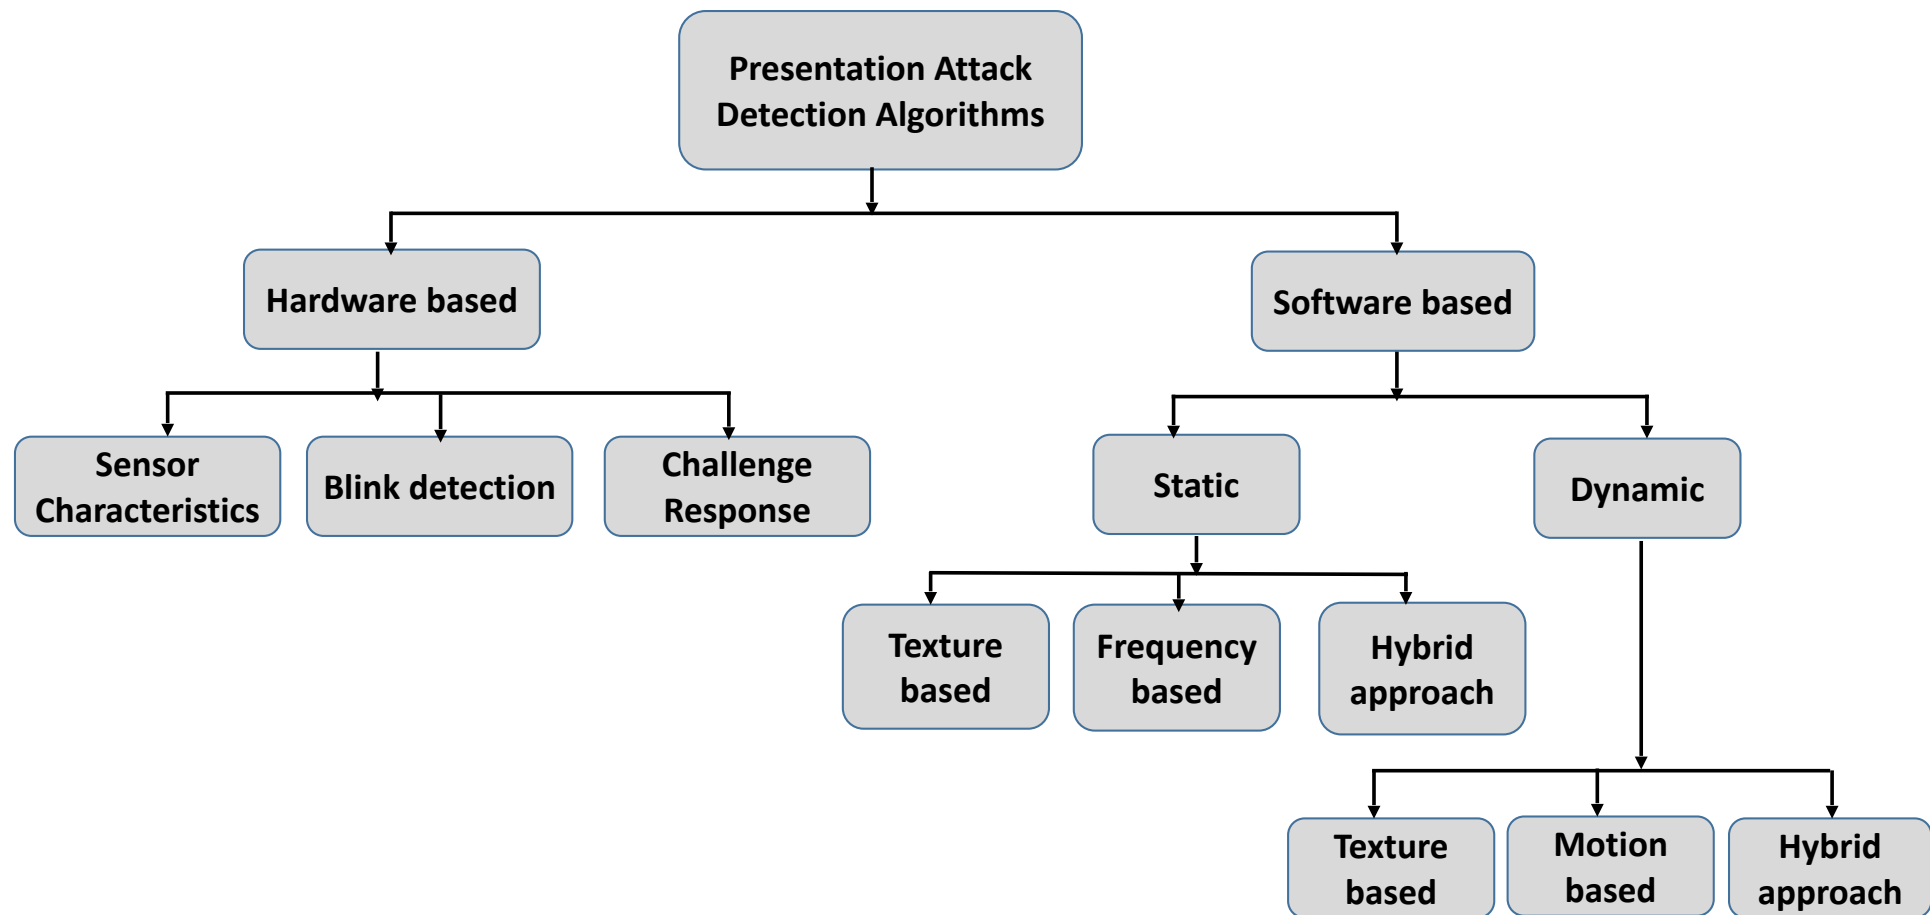 Presentation Attack
Detection Algorithms
Hardware based
Software based
Sensor
Characteristics
Blink detection
Challenge
Response
Static
Dynamic
Texture
based
Frequency
based
Hybrid
approach
Texture
based
Motion
based
Hybrid
approach